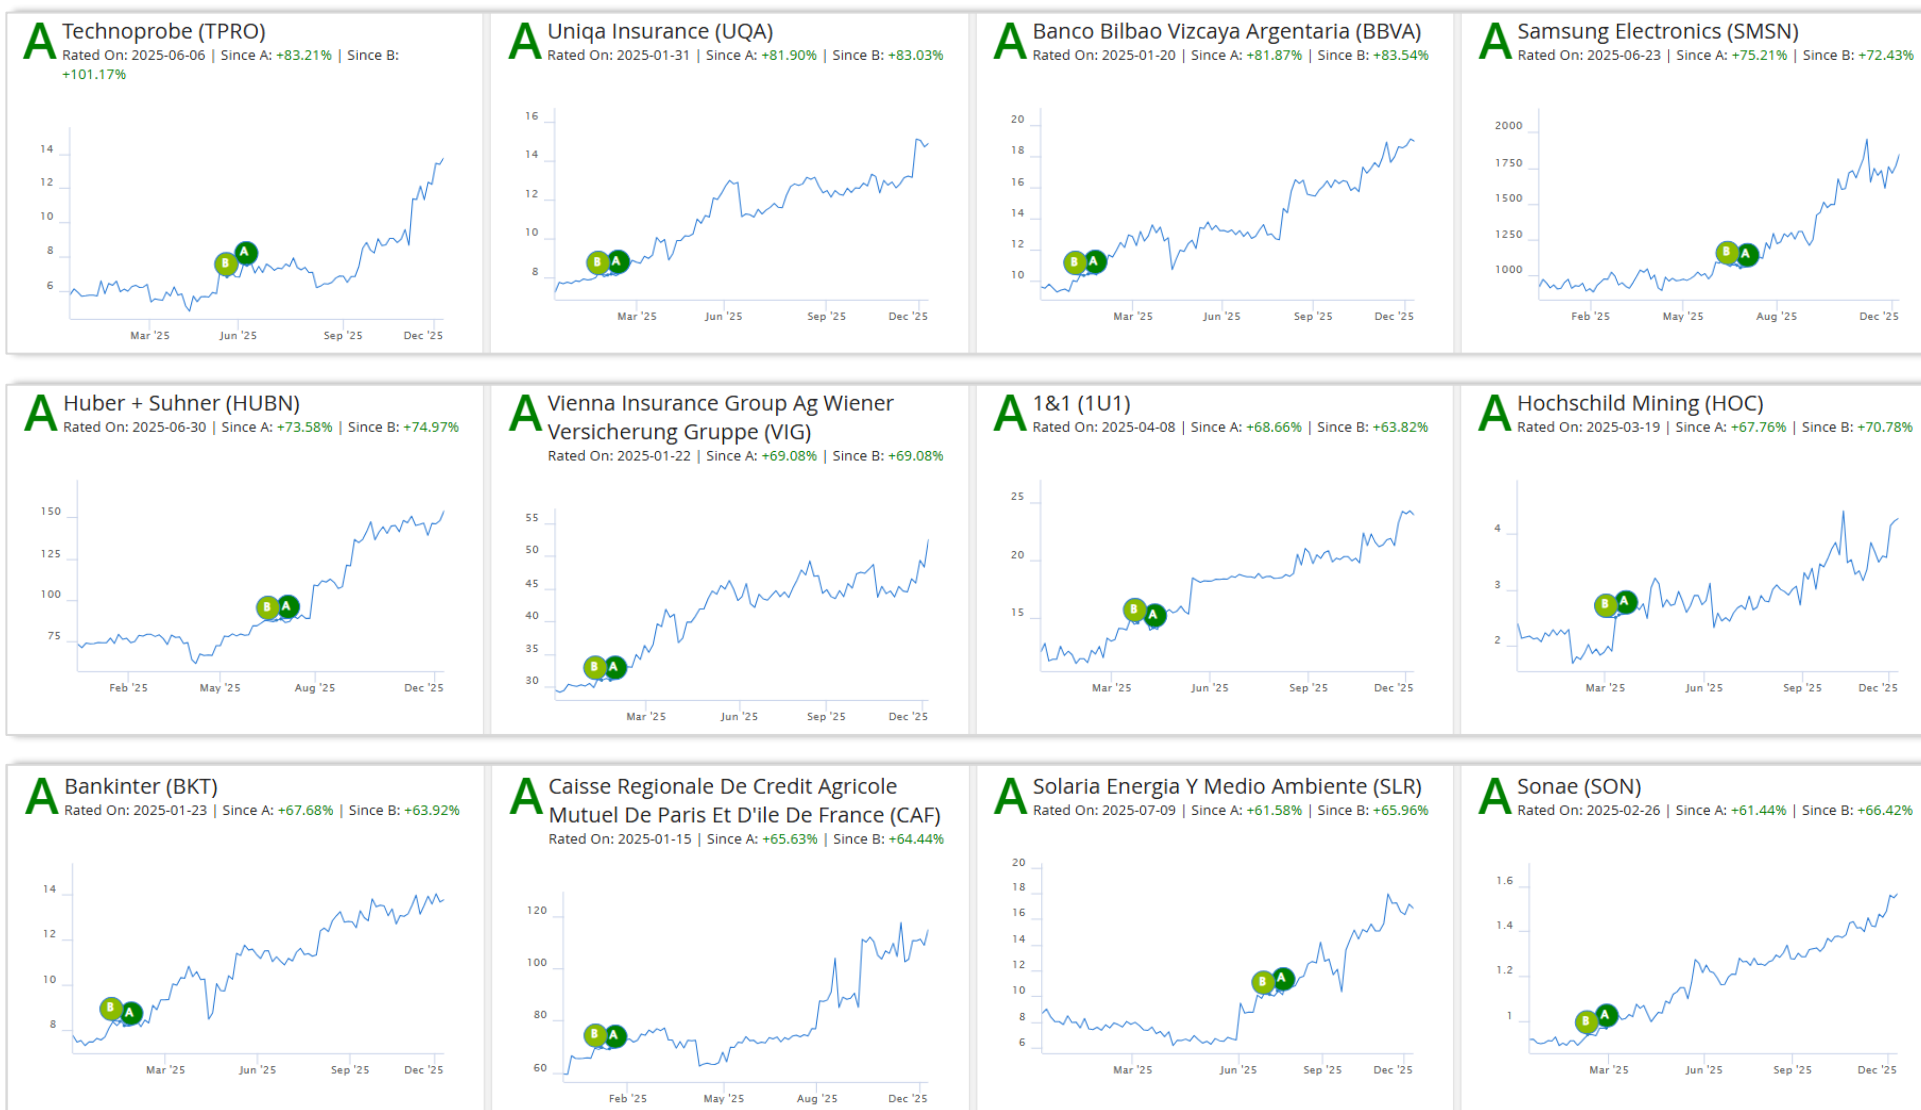 A Technoprobe (TPRO)
Rated On: 2025-06-06 | Since A: +83.21% | Since B:
+101.17%
14
12
10
8
6
B
A
Mar '25
Jun '25
Sep '25
Dec '25
A Uniqa Insurance (UQA)
Rated On: 2025-01-31 | Since A: +81.90% | Since B: +83.03%
16
14
12
10
8
B
A
Mar '25
Jun '25
Sep '25
Dec '25
A Banco Bilbao Vizcaya Argentaria (BBVA)
Rated On: 2025-01-20 | Since A: +81.87% | Since B: +83.54%
20
18
16
14
12
10
B
A
Mar '25
Jun '25
Sep '25
Dec '25
A Samsung Electronics (SMSN)
Rated On: 2025-06-23 | Since A: +75.21% | Since B: +72.43%
2000
1750
1500
1250
1000
B
A
Feb '25
May '25
Aug '25
Dec '25
A Huber + Suhner (HUBN)
Rated On: 2025-06-30 | Since A: +73.58% | Since B: +74.97%
150
125
100
75
B
A
Feb '25
May '25
Aug '25
Dec '25
A Vienna Insurance Group Ag Wiener
Versicherung Gruppe (VIG)
Rated On: 2025-01-22 | Since A: +69.08% | Since B: +69.08%
55
50
45
40
35
30
B
A
Mar '25
Jun '25
Sep '25
Dec '25
A 1&1 (1U1)
Rated On: 2025-04-08 | Since A: +68.66% | Since B: +63.82%
25
20
15
B
A
Mar '25
Jun '25
Sep '25
Dec '25
A Hochschild Mining (HOC)
Rated On: 2025-03-19 | Since A: +67.76% | Since B: +70.78%
4
3
2
B
A
Mar '25
Jun '25
Sep '25
Dec '25
A Bankinter (BKT)
Rated On: 2025-01-23 | Since A: +67.68% | Since B: +63.92%
14
12
10
8
B
A
Mar '25
Jun '25
Sep '25
Dec '25
A Caisse Regionale De Credit Agricole
Mutuel De Paris Et D'ile De France (CAF)
Rated On: 2025-01-15 | Since A: +65.63% | Since B: +64.44%
120
100
80
60
B
A
Feb '25
May '25
Aug '25
Dec '25
A Solaria Energia Y Medio Ambiente (SLR)
Rated On: 2025-07-09 | Since A: +61.58% | Since B: +65.96%
20
18
16
14
12
10
8
6
B
A
Mar '25
Jun '25
Sep '25
Dec '25
A Sonae (SON)
Rated On: 2025-02-26 | Since A: +61.44% | Since B: +66.42%
1.6
1.4
1.2
1
B
A
Mar '25
Jun '25
Sep '25
Dec '25